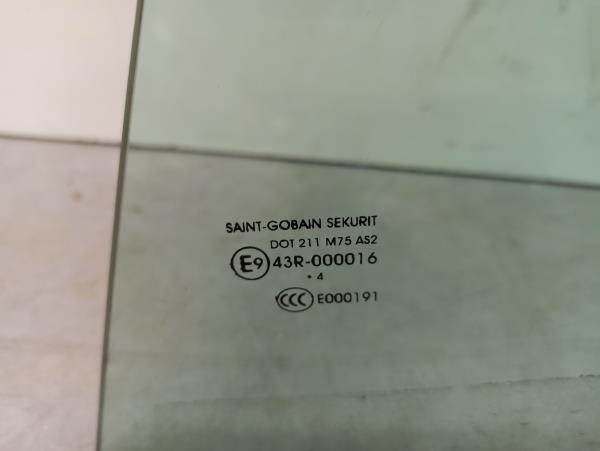 SAINT-GOBAIN SEKURIT
DOT 211 M75 AS2
E9 43R-000016
• 4
CCC E000191